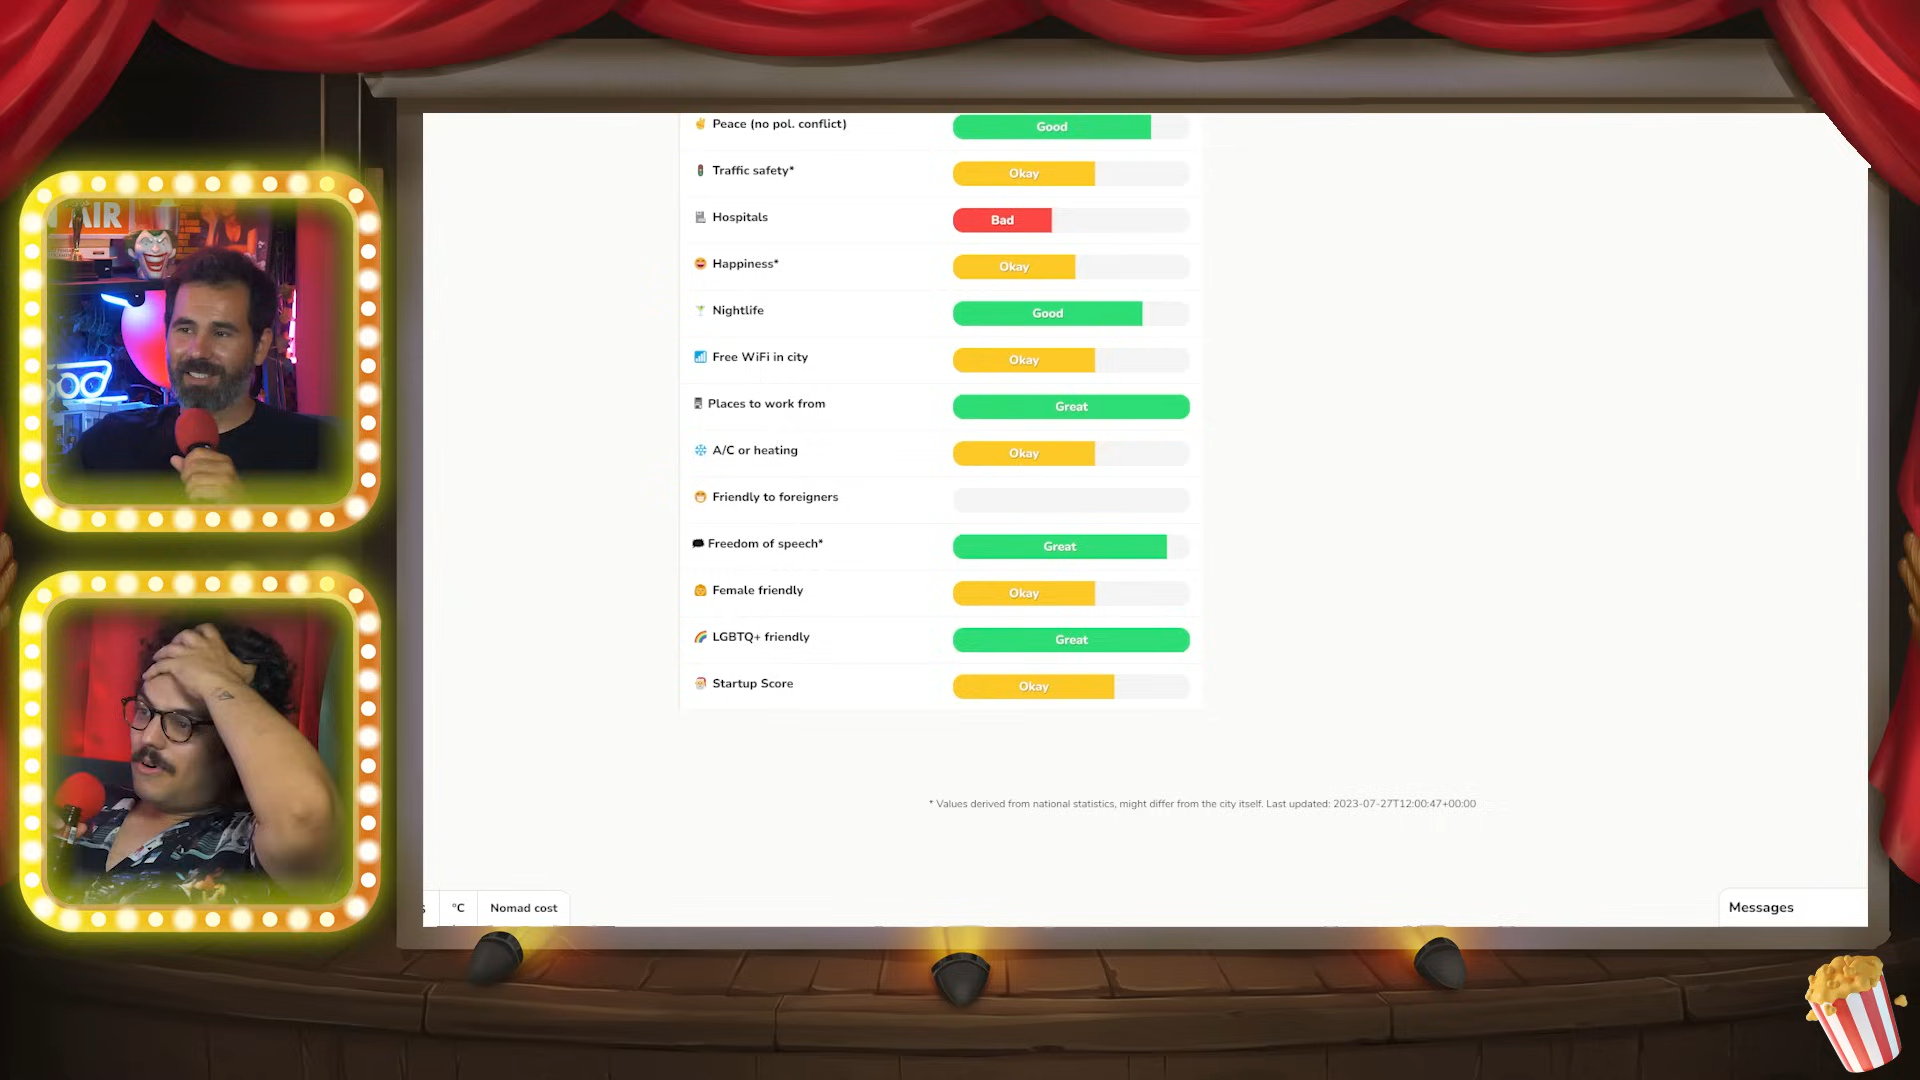 Peace (no pol. conflict)
Good
Traffic safety*
Okay
Hospitals
Bad
Happiness*
Okay
Nightlife
Good
Free WiFi in city
Okay
Places to work from
Great
A/C or heating
Okay
Friendly to foreigners
Freedom of speech*
Great
Female friendly
Okay
LGBTQ+ friendly
Great
Startup Score
Okay
* Values derived from national statistics, might differ from the city itself. Last updated: 2023-07-27T12:00:47+00:00
°C
Nomad cost
Messages
AIR